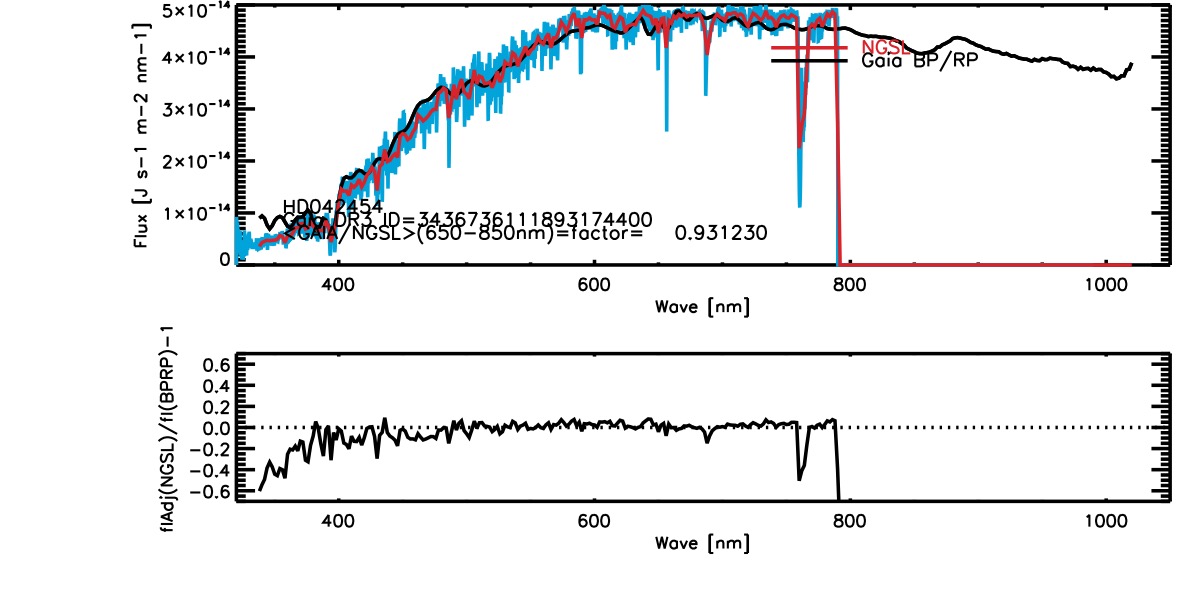 5×10⁻¹⁴
4×10⁻¹⁴
3×10⁻¹⁴
2×10⁻¹⁴
1×10⁻¹⁴
0
Flux [J s−1 m−2 nm−1]
NGSL
Gaia BP/RP
HD042454
Gaia DR3 ID=3436736111893174400
<GAIA/NGSL>(650−850nm)=factor= 0.931230
400 600 800 1000
Wave [nm]
flAdj(NGSL)/fl(BPRP)−1
0.6
0.4
0.2
0.0
−0.2
−0.4
−0.6
400 600 800 1000
Wave [nm]